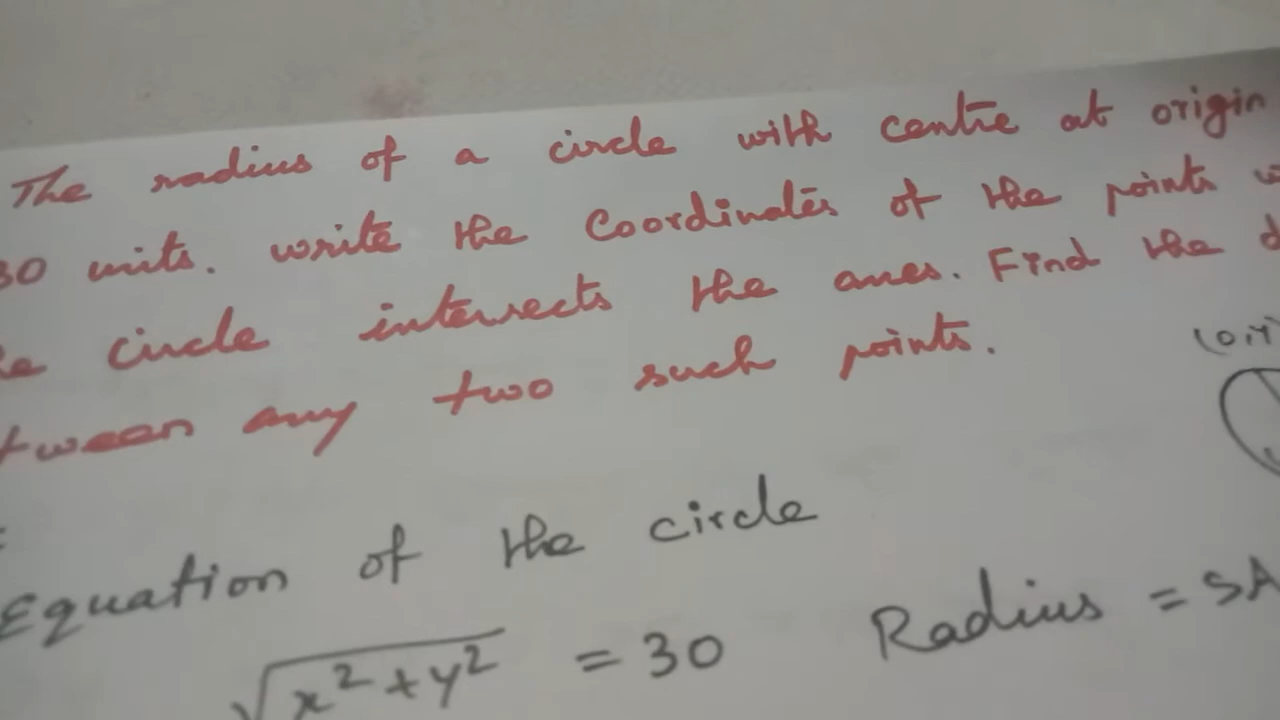 The radius of a circle with centre at origin
30 units. write the Coordinates of the points
circle intersects the axes. Find the
any two such points.
(0,Y)
Equation of the circle
√x²+y² = 30 Radius = SA